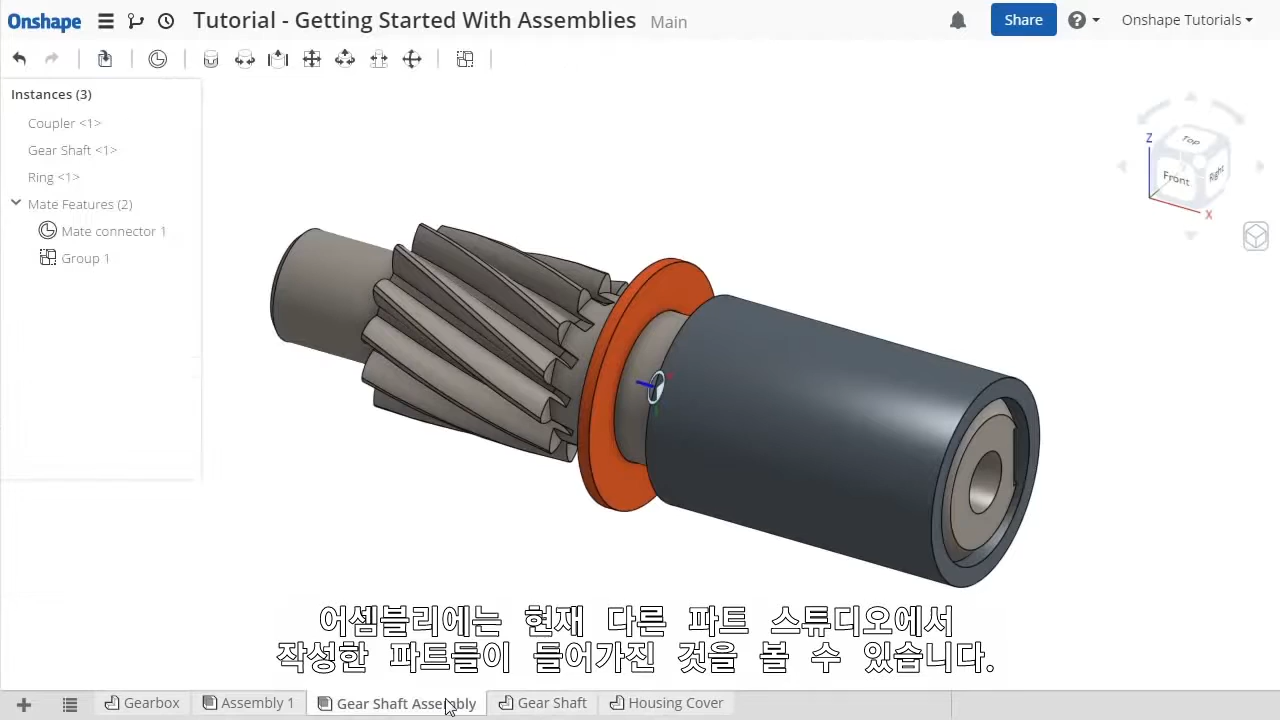 Onshape Tutorial - Getting Started With Assemblies Main Share Onshape Tutorials
Instances (3)
Coupler <1>
Gear Shaft <1>
Ring <1>
Mate Features (2)
Mate connector 1
Group 1
Top
Z
Front
Right
X
어셈블리에는 현재 다른 파트 스튜디오에서
작성한 파트들이 들어가진 것을 볼 수 있습니다.
Gearbox Assembly 1 Gear Shaft Assembly Gear Shaft Housing Cover